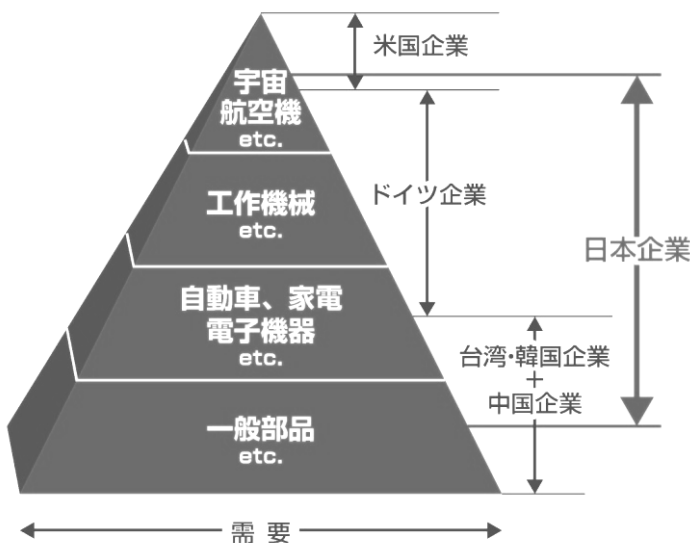 米国企業
宇宙
航空機
etc.
工作機械
etc.
ドイツ企業
日本企業
自動車、家電
電子機器
etc.
台湾・韓国企業
+
中国企業
一般部品
etc.
需要